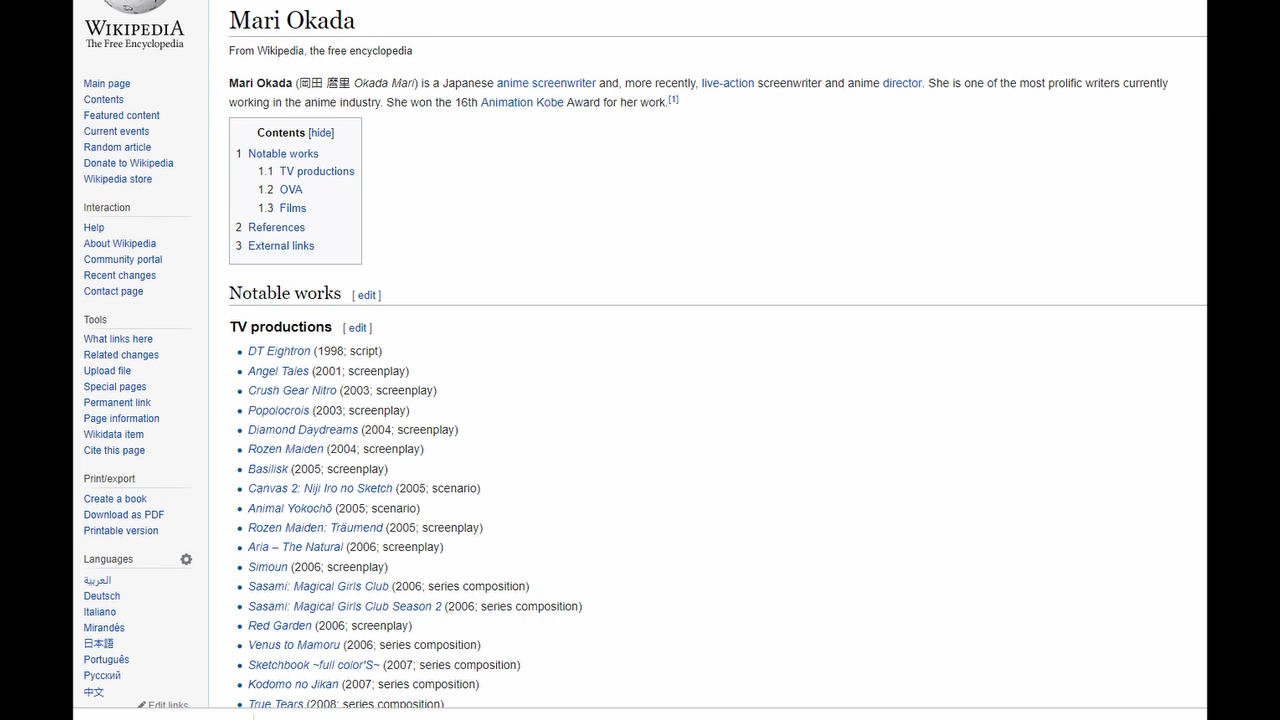 WIKIPEDIA
The Free Encyclopedia
Main page
Contents
Featured content
Current events
Random article
Donate to Wikipedia
Wikipedia store
Interaction
Help
About Wikipedia
Community portal
Recent changes
Contact page
Tools
What links here
Related changes
Upload file
Special pages
Permanent link
Page information
Wikidata item
Cite this page
Print/export
Create a book
Download as PDF
Printable version
Languages
العربية
Deutsch
Italiano
Mirandés
日本語
Português
Русский
中文
Edit links
Mari Okada
From Wikipedia, the free encyclopedia
Mari Okada (岡田 麿里 Okada Mari) is a Japanese anime screenwriter and, more recently, live-action screenwriter and anime director. She is one of the most prolific writers currently
working in the anime industry. She won the 16th Animation Kobe Award for her work.[1]
Contents [hide]
1 Notable works
1.1 TV productions
1.2 OVA
1.3 Films
2 References
3 External links
Notable works [ edit ]
TV productions [ edit ]
• DT Eightron (1998; script)
• Angel Tales (2001; screenplay)
• Crush Gear Nitro (2003; screenplay)
• Popolocrois (2003; screenplay)
• Diamond Daydreams (2004; screenplay)
• Rozen Maiden (2004; screenplay)
• Basilisk (2005; screenplay)
• Canvas 2: Niji Iro no Sketch (2005; scenario)
• Animal Yokochō (2005; scenario)
• Rozen Maiden: Träumend (2005; screenplay)
• Aria – The Natural (2006; screenplay)
• Simoun (2006; screenplay)
• Sasami: Magical Girls Club (2006; series composition)
• Sasami: Magical Girls Club Season 2 (2006; series composition)
• Red Garden (2006; screenplay)
• Venus to Mamoru (2006; series composition)
• Sketchbook ~full color'S~ (2007; series composition)
• Kodomo no Jikan (2007; series composition)
• True Tears (2008; series composition)